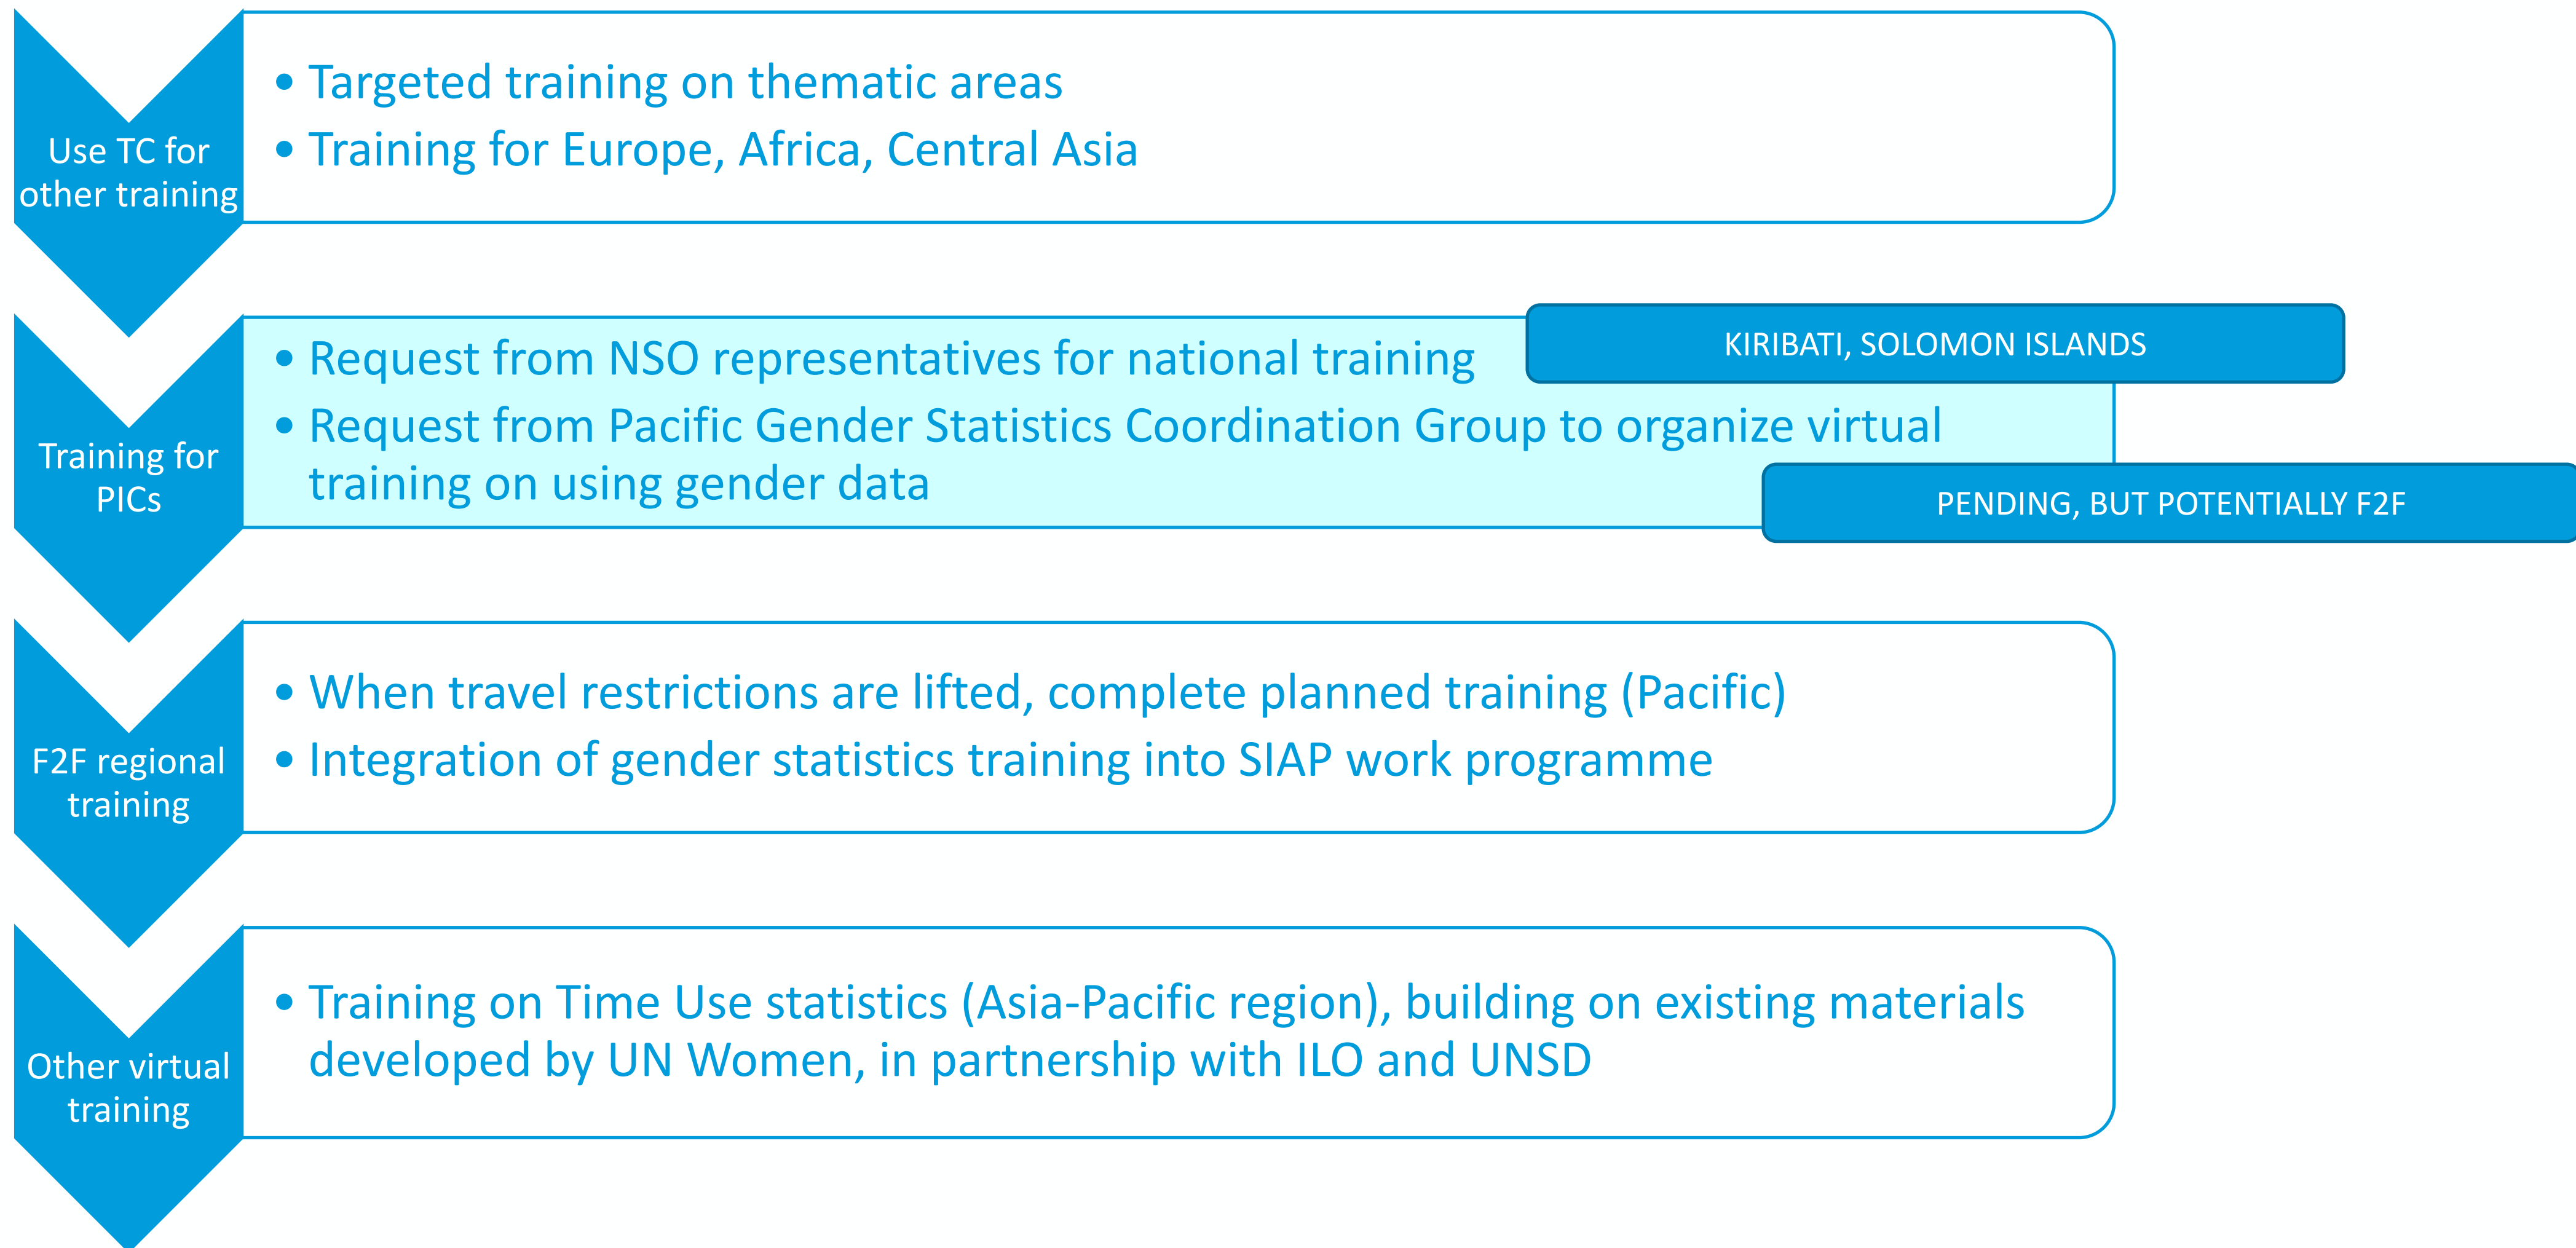 Use TC for
other training
• Targeted training on thematic areas
• Training for Europe, Africa, Central Asia
Training for
PICs
• Request from NSO representatives for national training
KIRIBATI, SOLOMON ISLANDS
• Request from Pacific Gender Statistics Coordination Group to organize virtual
training on using gender data
PENDING, BUT POTENTIALLY F2F
F2F regional
training
• When travel restrictions are lifted, complete planned training (Pacific)
• Integration of gender statistics training into SIAP work programme
Other virtual
training
• Training on Time Use statistics (Asia-Pacific region), building on existing materials
developed by UN Women, in partnership with ILO and UNSD